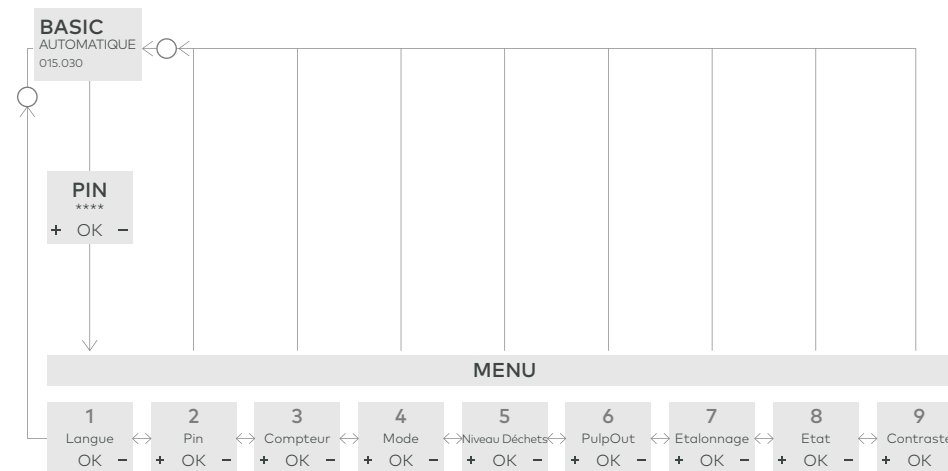 BASIC
AUTOMATIQUE
015.030
PIN
****
+ OK −
MENU
1 2 3 4 5 6 7 8 9
Langue Pin Compteur Mode Niveau Déchets PulpOut Etalonnage Etat Contraste
OK − + OK − + OK − + OK − + OK − + OK − + OK − + OK − + OK